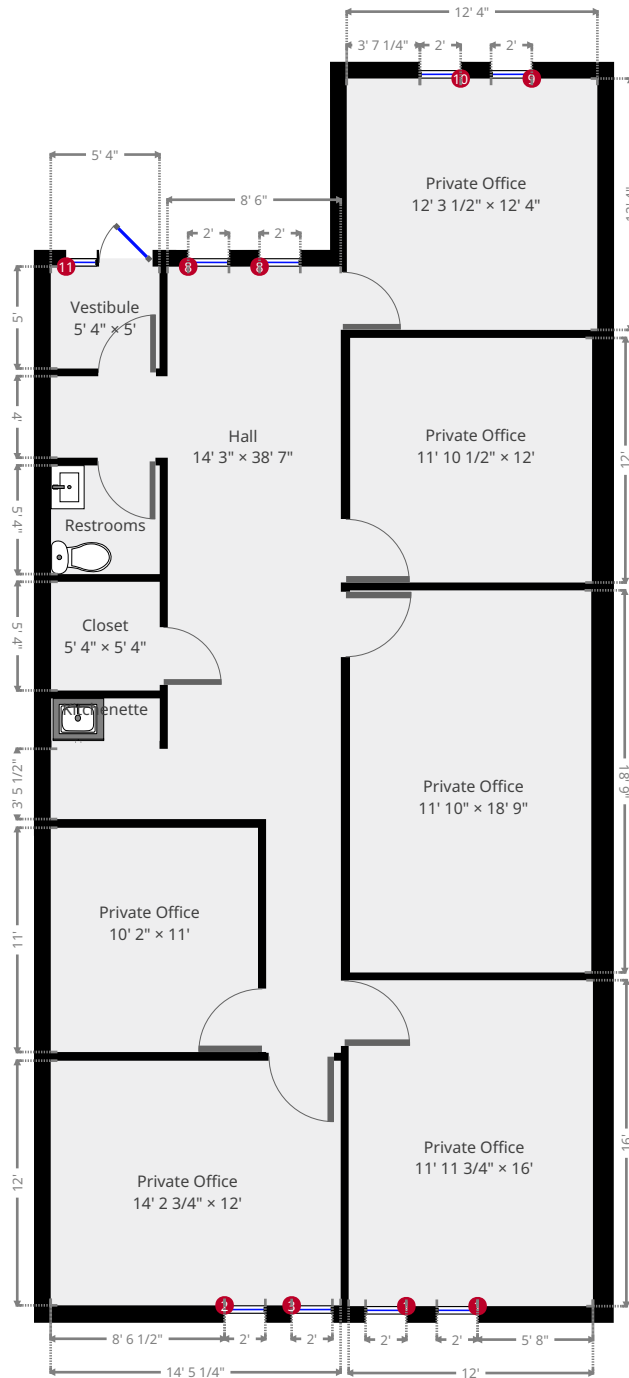 12' 4"
3' 7 1/4"
2'
2'
10
9
Private Office
12' 3 1/2" × 12' 4"
5' 4"
8' 6"
2'
2'
11
8
8
5'
Vestibule
5' 4" × 5'
4'
Hall
14' 3" × 38' 7"
Private Office
11' 10 1/2" × 12'
12'
5' 4"
Restrooms
5' 4"
Closet
5' 4" × 5' 4"
Kitchenette
3' 5 1/2"
Private Office
11' 10" × 18' 9"
18' 9"
11'
Private Office
10' 2" × 11'
12'
Private Office
14' 2 3/4" × 12'
Private Office
11' 11 3/4" × 16'
16'
2
3
1
1
8' 6 1/2"
2'
2'
2'
2'
5' 8"
14' 5 1/4"
12'